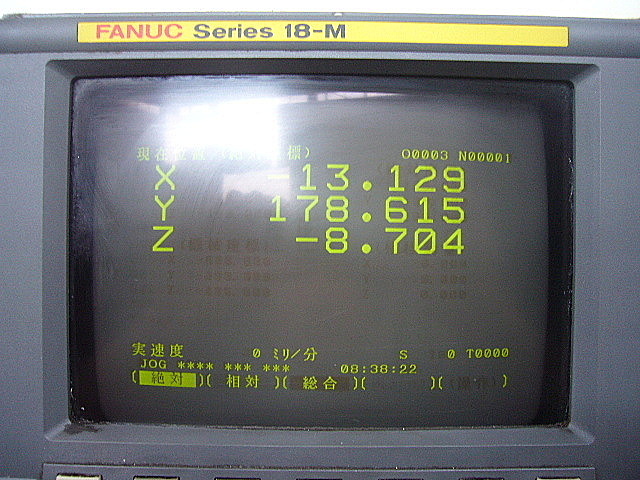 FANUC Series 18-M
現在位置 標) O0003 N00001
X -13.129
Y 178.615
Z -8.704
実速度 0 ミリ/分 S 0 T0000
JOG **** *** *** 08:38:22
( 絶対 )( 相対 )( 総合 )( )( )